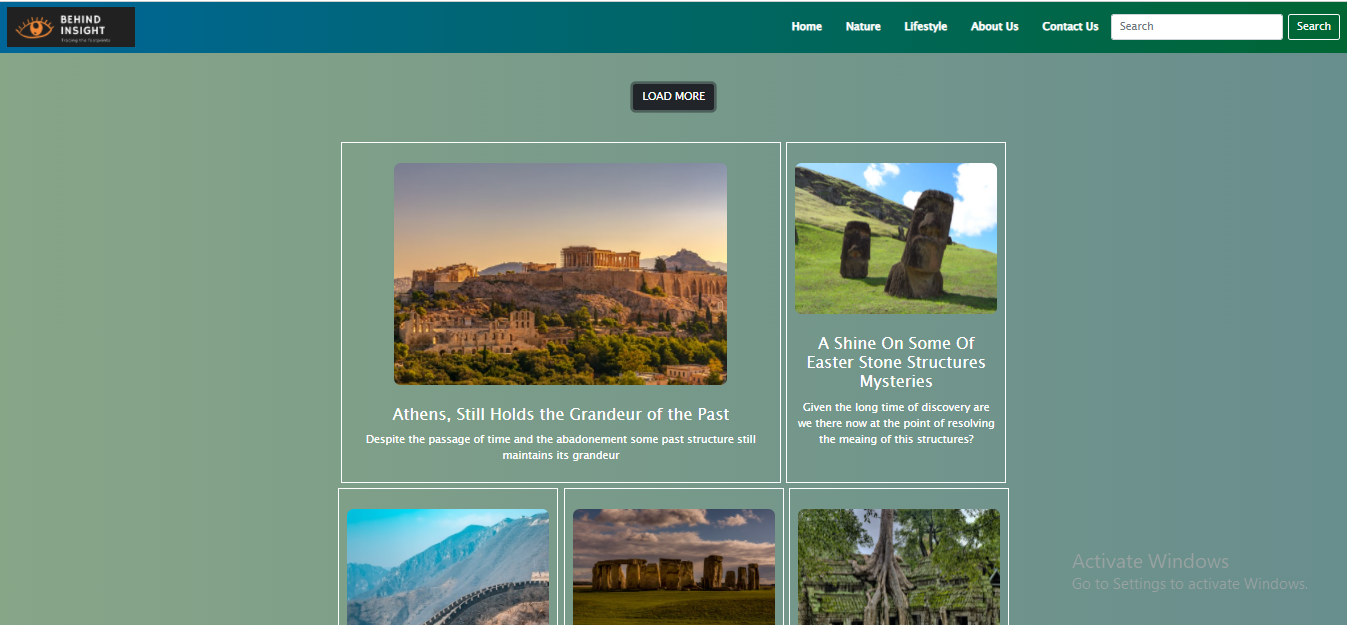 BEHIND
INSIGHT
Tracing the footprints
Home Nature Lifestyle About Us Contact Us Search Search
LOAD MORE
Athens, Still Holds the Grandeur of the Past
Despite the passage of time and the abadonement some past structure still
maintains its grandeur
A Shine On Some Of
Easter Stone Structures
Mysteries
Given the long time of discovery are
we there now at the point of resolving
the meaing of this structures?
Activate Windows
Go to Settings to activate Windows.